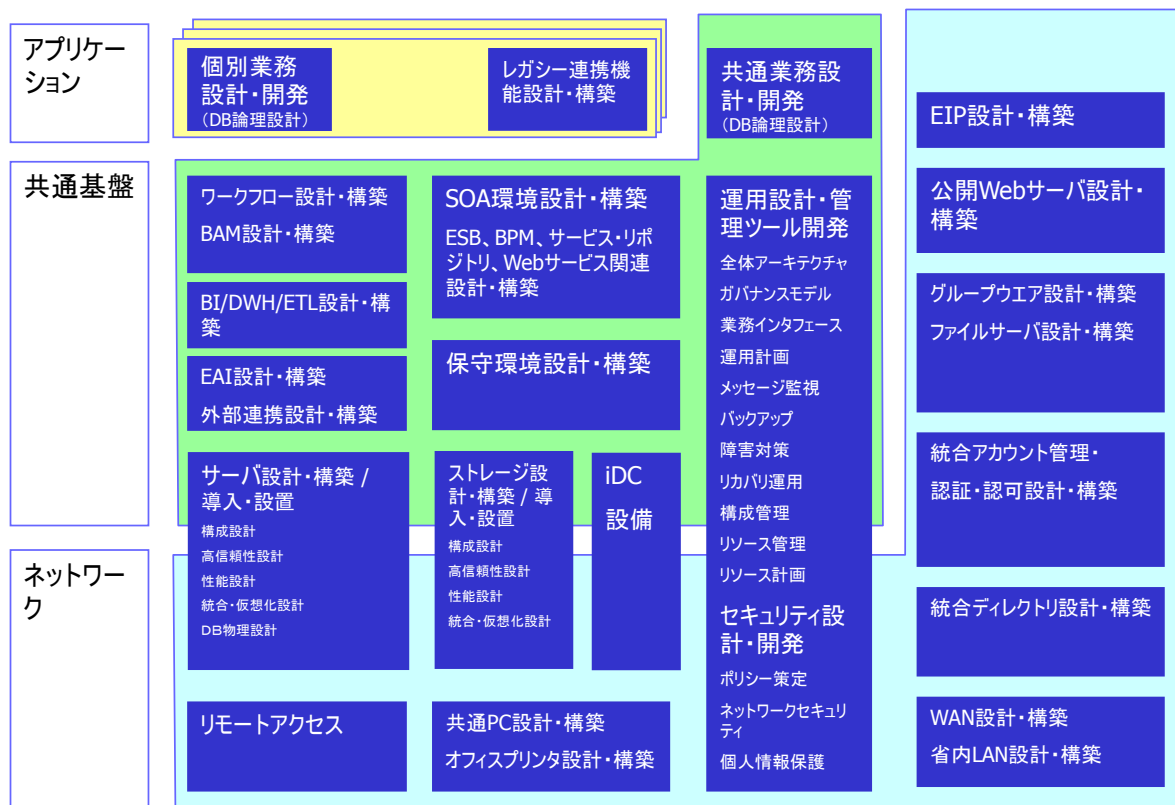 アプリケー
ション
個別業務
設計・開発
（DB論理設計）
レガシー連携機
能設計・構築
共通業務設
計・開発
（DB論理設計）
EIP設計・構築
共通基盤
ワークフロー設計・構築
BAM設計・構築
BI/DWH/ETL設計・構
築
EAI設計・構築
外部連携設計・構築
SOA環境設計・構築
ESB、BPM、サービス・リポ
ジトリ、Webサービス関連
設計・構築
保守環境設計・構築
運用設計・管
理ツール開発
全体アーキテクチャ
ガバナンスモデル
業務インタフェース
運用計画
メッセージ監視
バックアップ
障害対策
リカバリ運用
構成管理
リソース管理
リソース計画
セキュリティ設
計・開発
ポリシー策定
ネットワークセキュリ
ティ
個人情報保護
公開Webサーバ設計・
構築
グループウエア設計・構築
ファイルサーバ設計・構築
統合アカウント管理・
認証・認可設計・構築
統合ディレクトリ設計・構築
WAN設計・構築
省内LAN設計・構築
サーバ設計・構築 /
導入・設置
構成設計
高信頼性設計
性能設計
統合・仮想化設計
ＤＢ物理設計
ストレージ設
計・構築 / 導
入・設置
構成設計
高信頼性設計
性能設計
統合・仮想化設計
iDC
設備
ネットワー
ク
リモートアクセス
共通PC設計・構築
オフィスプリンタ設計・構築